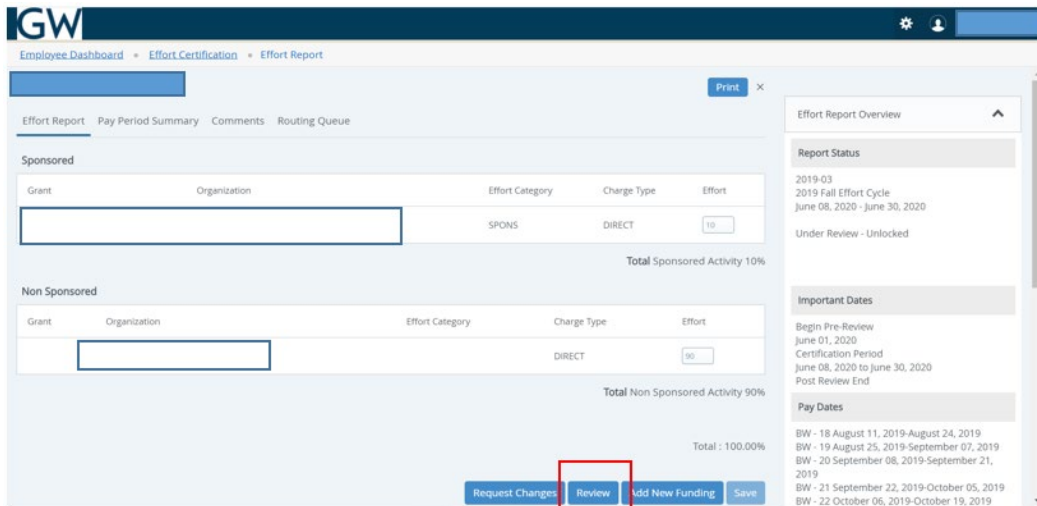 GW
Employee Dashboard • Effort Certification • Effort Report
Print ×
Effort Report Pay Period Summary Comments Routing Queue
Sponsored
Grant Organization Effort Category Charge Type Effort
SPONS DIRECT 10
Total Sponsored Activity 10%
Non Sponsored
Grant Organization Effort Category Charge Type Effort
DIRECT 90
Total Non Sponsored Activity 90%
Total : 100.00%
Request Changes Review Add New Funding Save
Effort Report Overview
Report Status
2019-03
2019 Fall Effort Cycle
June 08, 2020 - June 30, 2020
Under Review - Unlocked
Important Dates
Begin Pre-Review
June 01, 2020
Certification Period
June 08, 2020 to June 30, 2020
Post Review End
Pay Dates
BW - 18 August 11, 2019-August 24, 2019
BW - 19 August 25, 2019-September 07, 2019
BW - 20 September 08, 2019-September 21,
2019
BW - 21 September 22, 2019-October 05, 2019
BW - 22 October 06, 2019-October 19, 2019